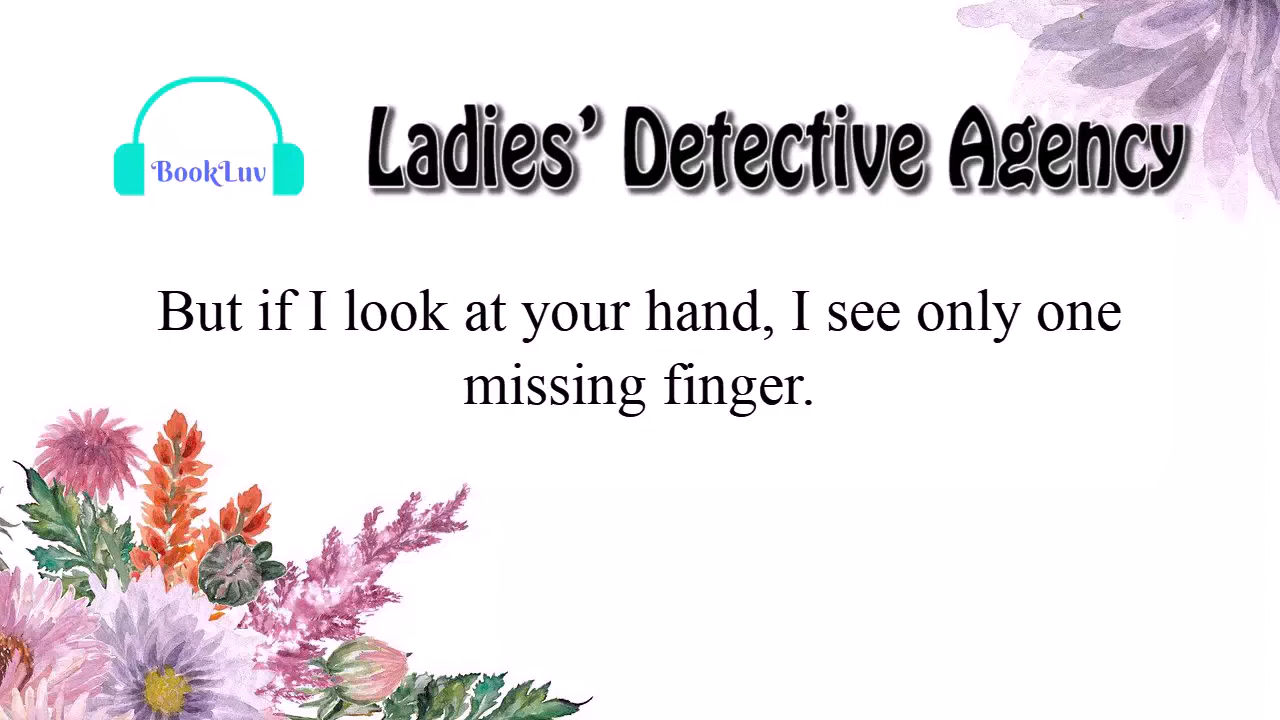 BookLuv
Ladies’ Detective Agency
But if I look at your hand, I see only one
missing finger.